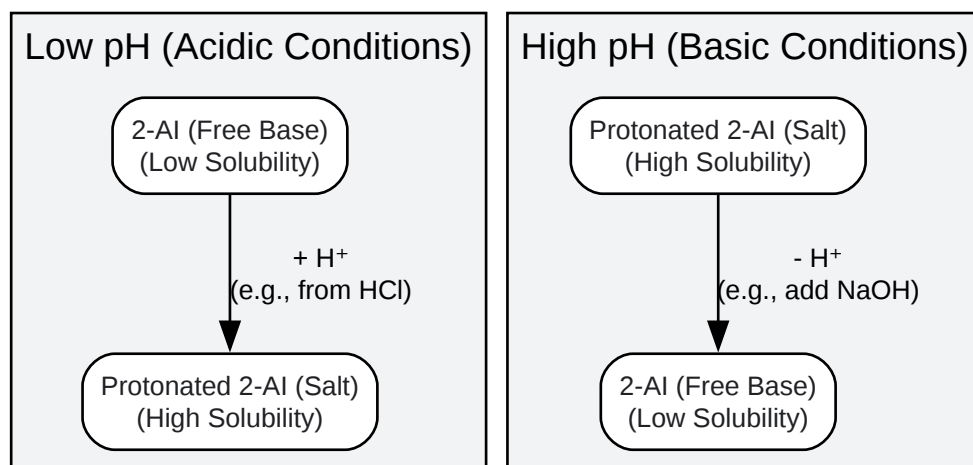 Low pH (Acidic Conditions)
2-AI (Free Base)
(Low Solubility)
+ H⁺
(e.g., from HCl)
Protonated 2-AI (Salt)
(High Solubility)
High pH (Basic Conditions)
Protonated 2-AI (Salt)
(High Solubility)
- H⁺
(e.g., add NaOH)
2-AI (Free Base)
(Low Solubility)